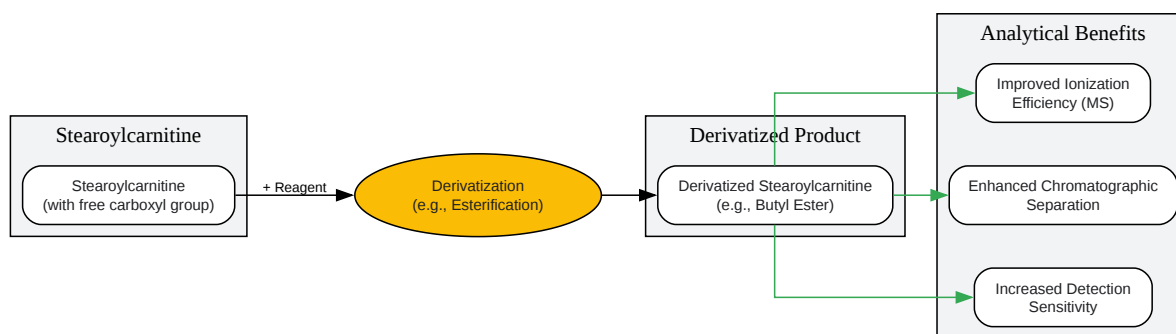 Stearoylcarnitine
Stearoylcarnitine
(with free carboxyl group)
+ Reagent
Derivatization
(e.g., Esterification)
Derivatized Product
Derivatized Stearoylcarnitine
(e.g., Butyl Ester)
Analytical Benefits
Improved Ionization
Efficiency (MS)
Enhanced Chromatographic
Separation
Increased Detection
Sensitivity